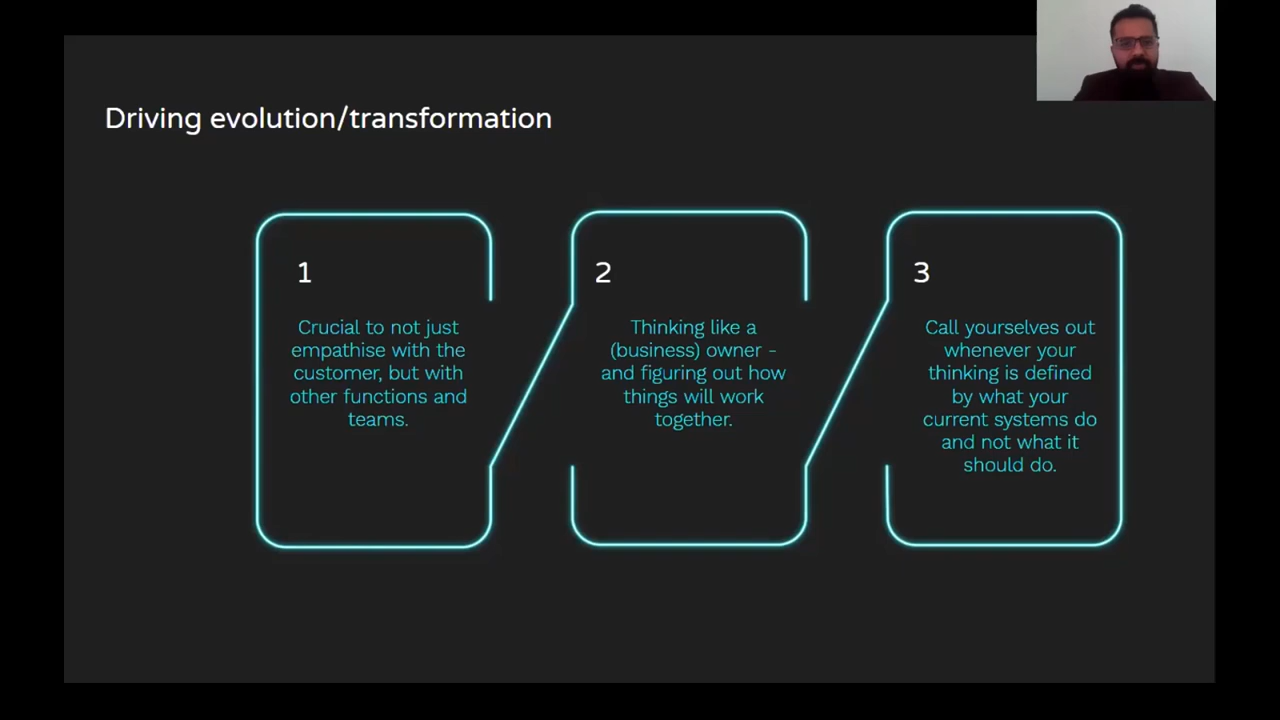 Driving evolution/transformation
1
Crucial to not just
empathise with the
customer, but with
other functions and
teams.
2
Thinking like a
(business) owner -
and figuring out how
things will work
together.
3
Call yourselves out
whenever your
thinking is defined
by what your
current systems do
and not what it
should do.